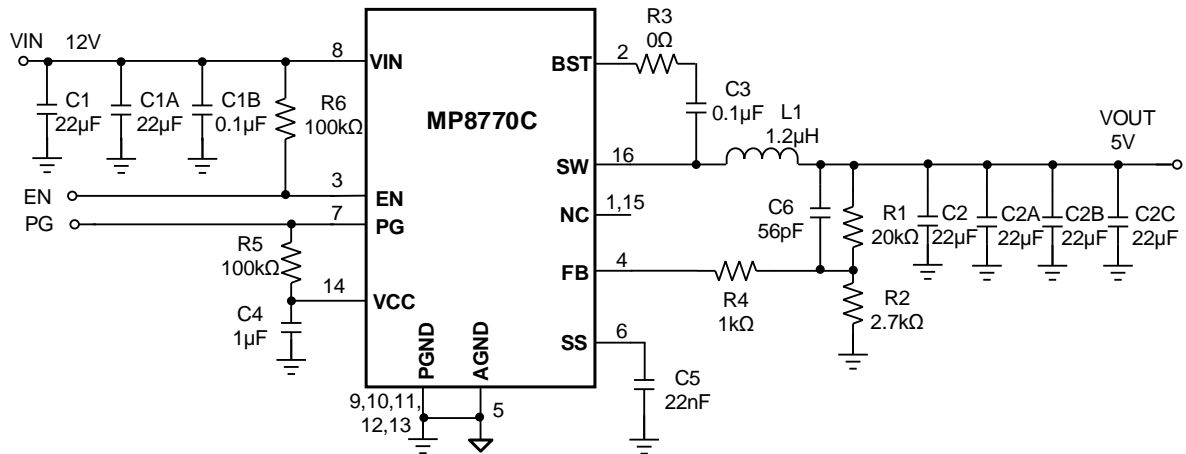 VIN 12V
C1
22µF
C1A
22µF
C1B
0.1µF
R6
100kΩ
EN
PG
R5
100kΩ
C4
1µF
8
3
7
14
VIN
EN
PG
VCC
PGND
AGND
MP8770C
BST
SW
NC
FB
SS
9,10,11,
12,13
5
2
16
1,15
4
6
R3
0Ω
C3
0.1µF
L1
1.2µH
C6
56pF
R4
1kΩ
C5
22nF
R1
20kΩ
R2
2.7kΩ
C2
22µF
C2A
22µF
C2B
22µF
C2C
22µF
VOUT
5V